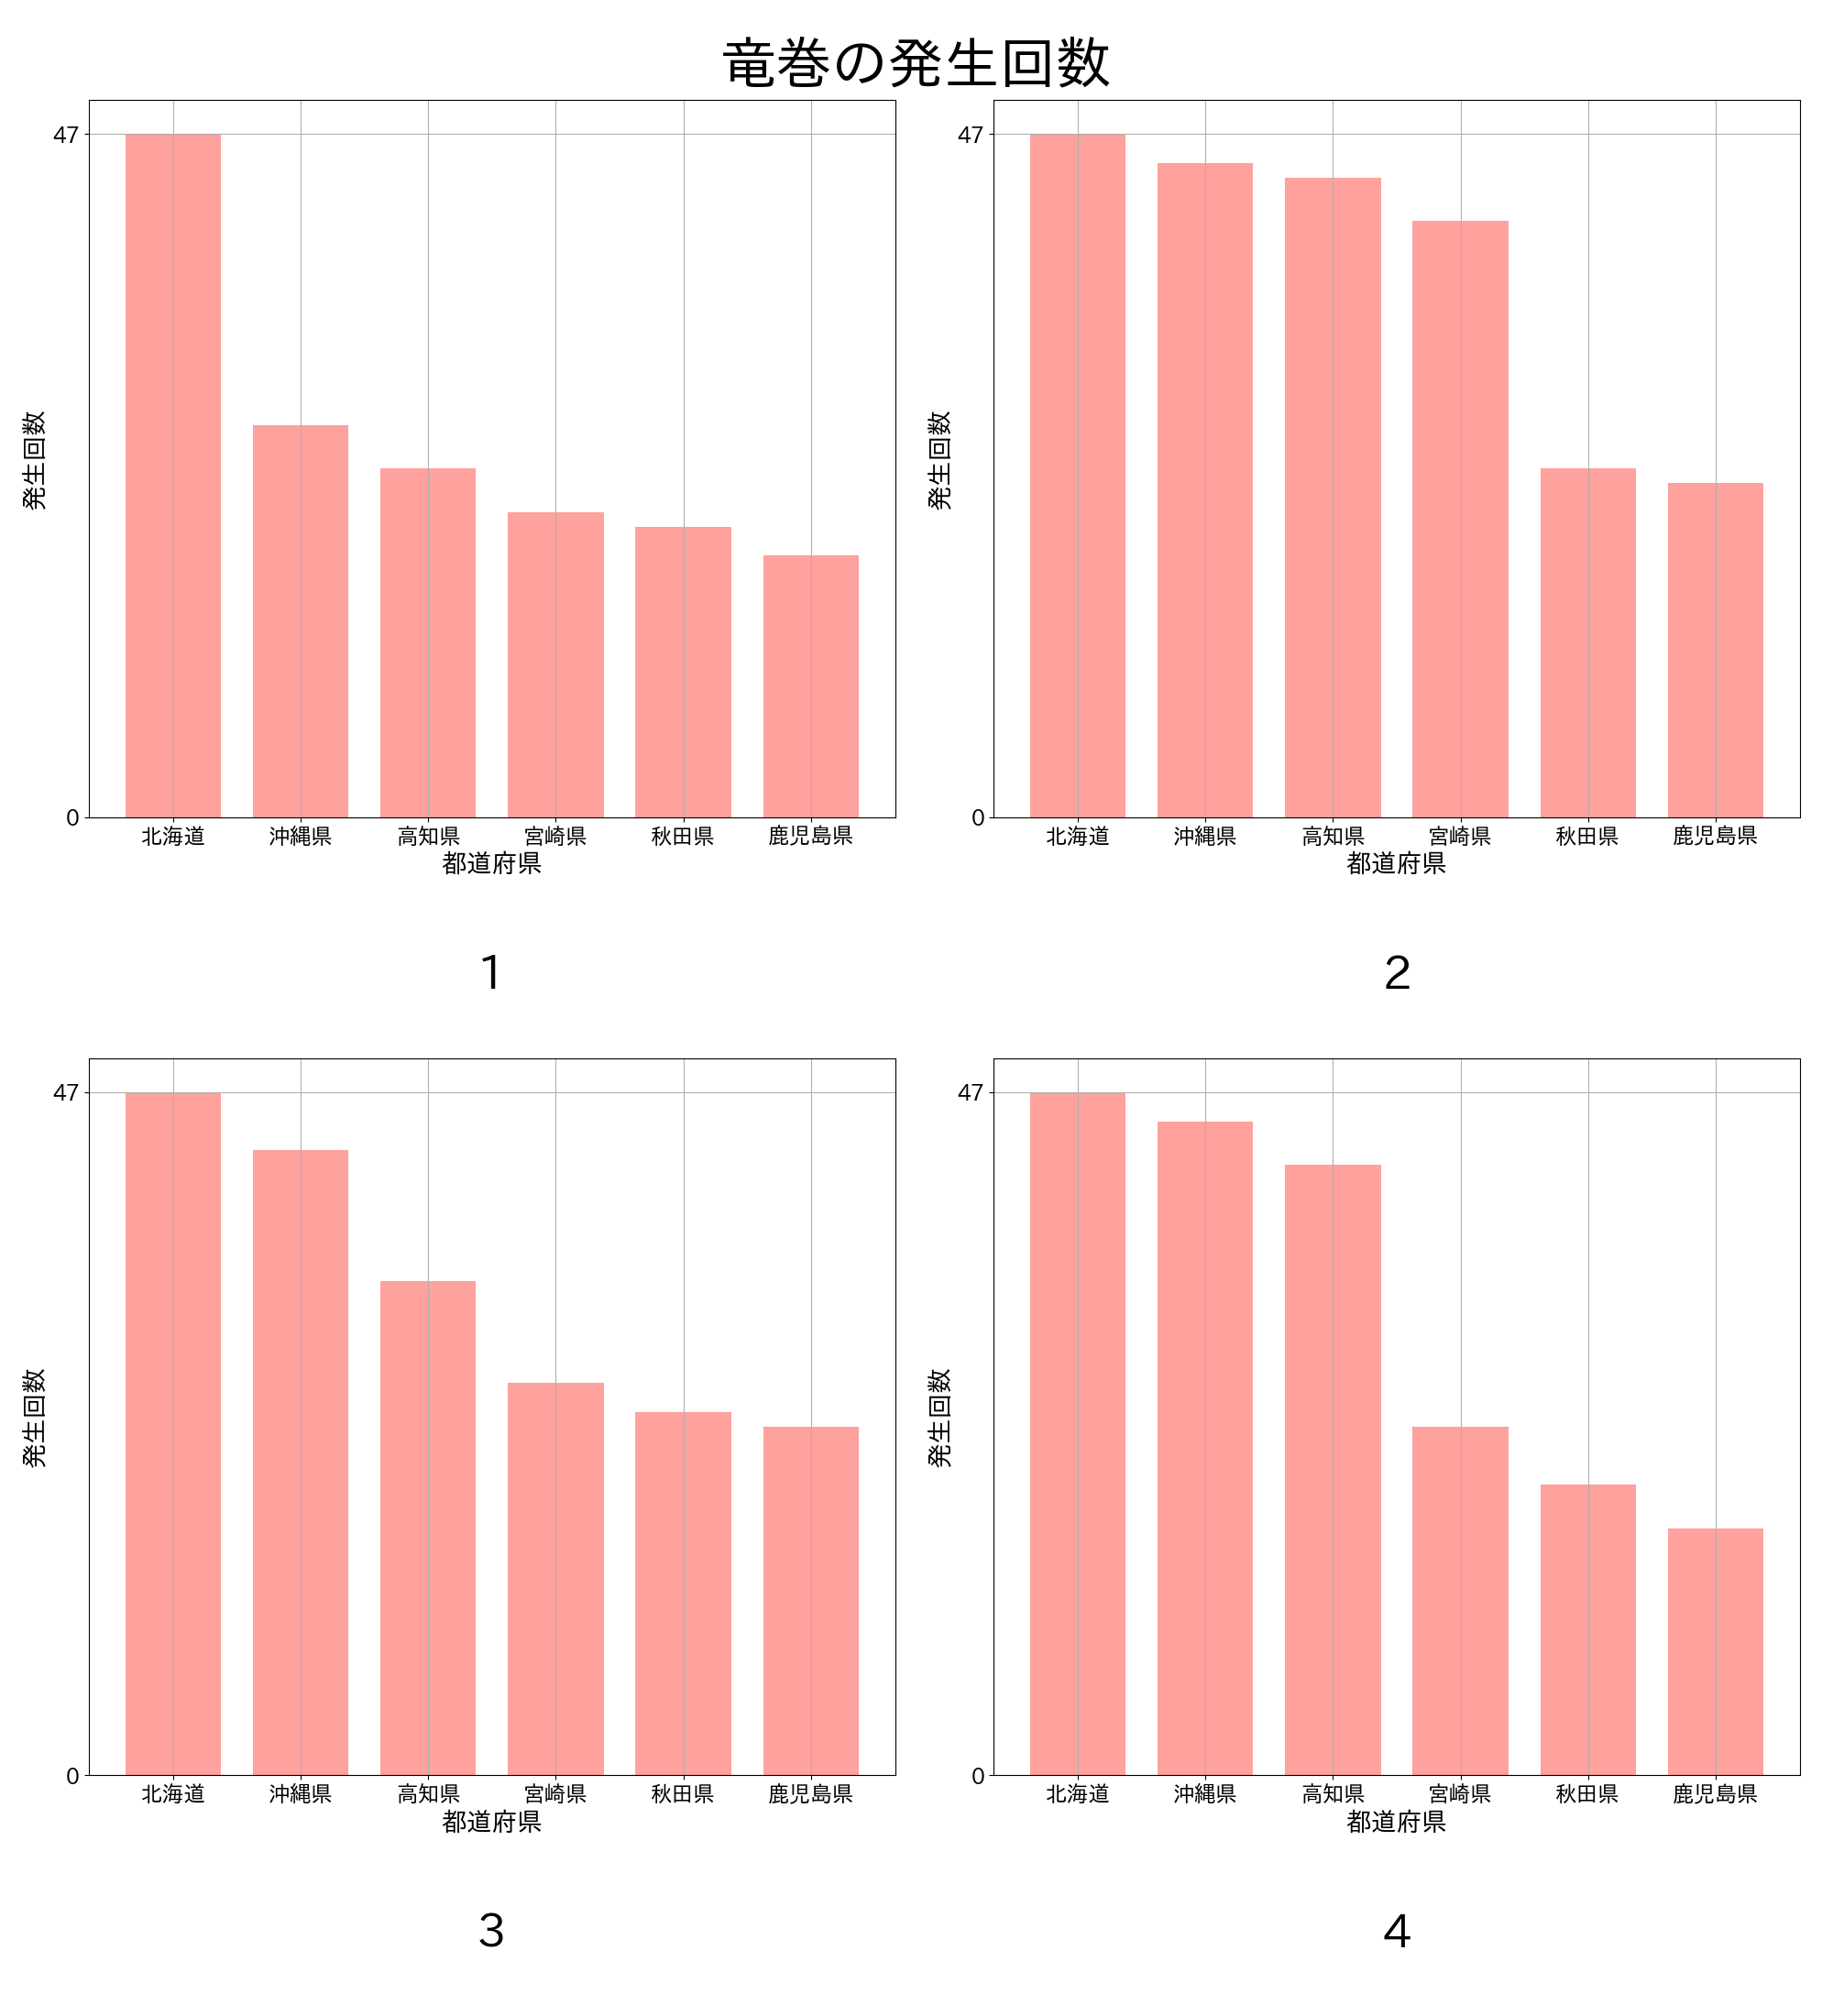 竜巻の発生回数
47
0
発生回数
北海道 沖縄県 高知県 宮崎県 秋田県 鹿児島県
都道府県
1
47
0
発生回数
北海道 沖縄県 高知県 宮崎県 秋田県 鹿児島県
都道府県
2
47
0
発生回数
北海道 沖縄県 高知県 宮崎県 秋田県 鹿児島県
都道府県
3
47
0
発生回数
北海道 沖縄県 高知県 宮崎県 秋田県 鹿児島県
都道府県
4